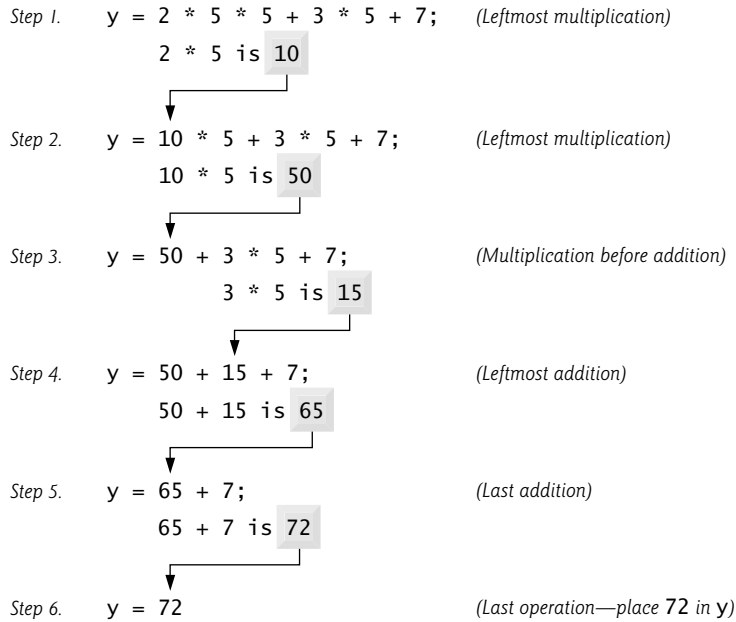 Step 1. y = 2 * 5 * 5 + 3 * 5 + 7; (Leftmost multiplication)
2 * 5 is 10
Step 2. y = 10 * 5 + 3 * 5 + 7; (Leftmost multiplication)
10 * 5 is 50
Step 3. y = 50 + 3 * 5 + 7; (Multiplication before addition)
3 * 5 is 15
Step 4. y = 50 + 15 + 7; (Leftmost addition)
50 + 15 is 65
Step 5. y = 65 + 7; (Last addition)
65 + 7 is 72
Step 6. y = 72 (Last operation—place 72 in y)